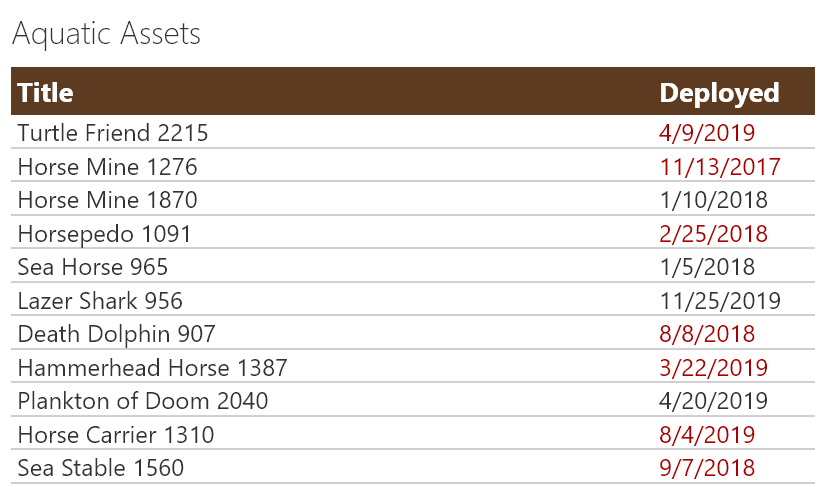 Aquatic Assets
Title Deployed
Turtle Friend 2215 4/9/2019
Horse Mine 1276 11/13/2017
Horse Mine 1870 1/10/2018
Horsepedo 1091 2/25/2018
Sea Horse 965 1/5/2018
Lazer Shark 956 11/25/2019
Death Dolphin 907 8/8/2018
Hammerhead Horse 1387 3/22/2019
Plankton of Doom 2040 4/20/2019
Horse Carrier 1310 8/4/2019
Sea Stable 1560 9/7/2018